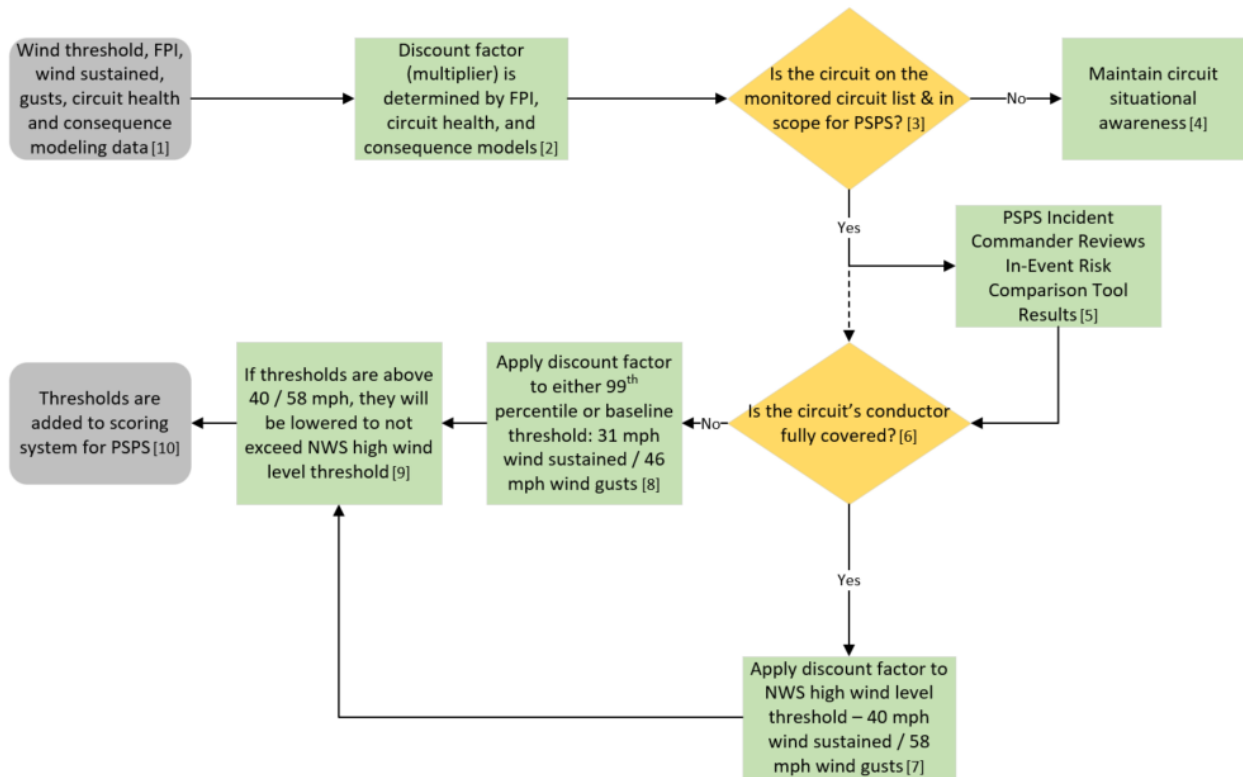 Wind threshold, FPI,
wind sustained,
gusts, circuit health
and consequence
modeling data [1]
Discount factor
(multiplier) is
determined by FPI,
circuit health, and
consequence models [2]
Is the circuit on the
monitored circuit list & in
scope for PSPS? [3]
No
Maintain circuit
situational
awareness [4]
Yes
PSPS Incident
Commander Reviews
In-Event Risk
Comparison Tool
Results [5]
Is the circuit's conductor
fully covered? [6]
No
Apply discount factor
to either 99th
percentile or baseline
threshold: 31 mph
wind sustained / 46
mph wind gusts [8]
If thresholds are above
40 / 58 mph, they will
be lowered to not
exceed NWS high wind
level threshold [9]
Thresholds are
added to scoring
system for PSPS [10]
Yes
Apply discount factor to
NWS high wind level
threshold – 40 mph
wind sustained / 58
mph wind gusts [7]